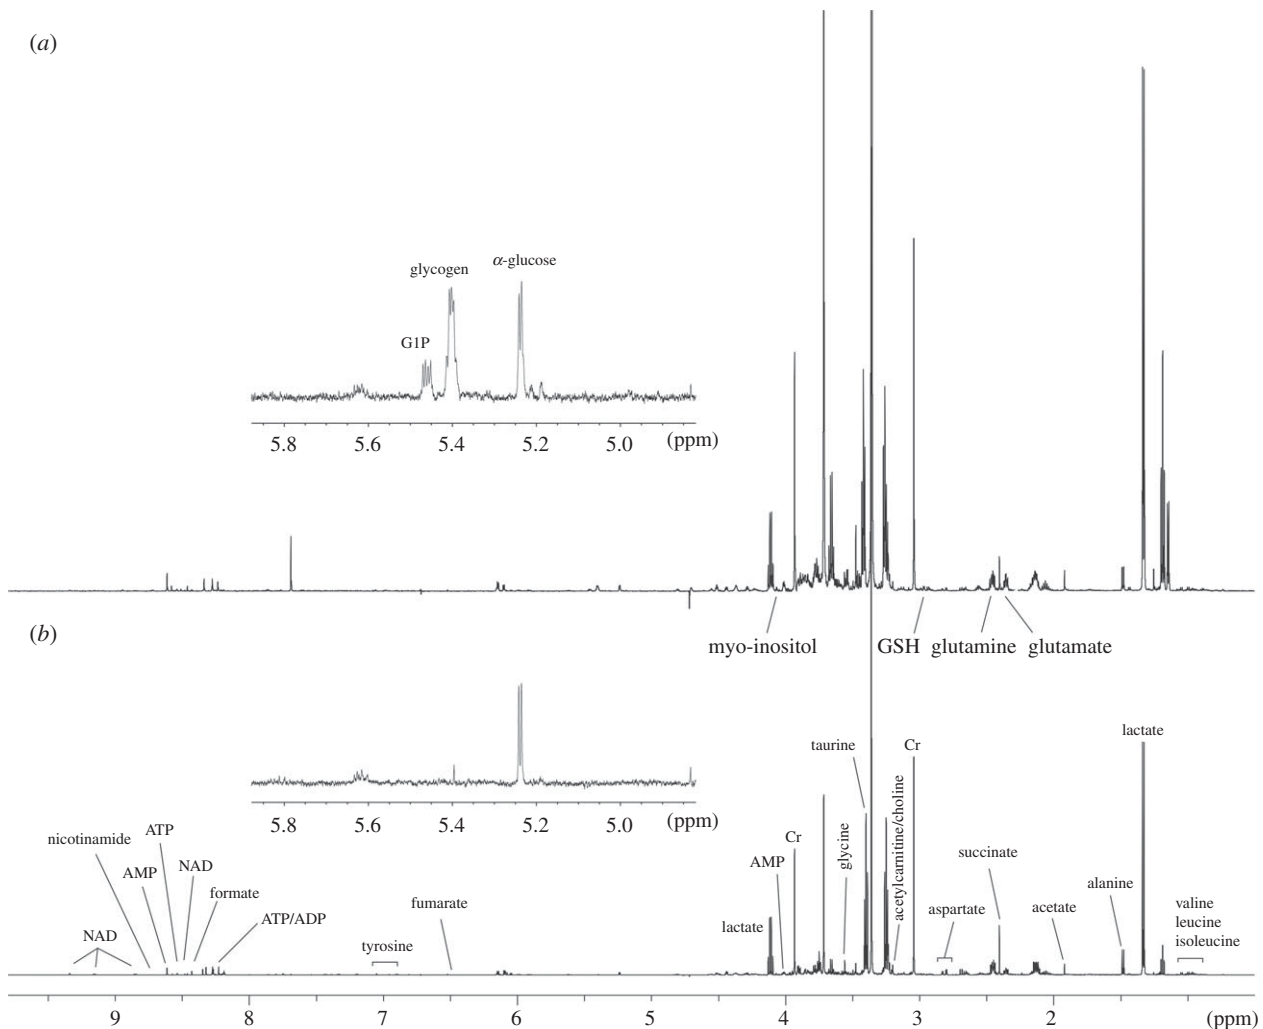 (a)
glycogen
α-glucose
G1P
5.8 5.6 5.4 5.2 5.0 (ppm)
myo-inositol GSH glutamine glutamate
(b)
5.8 5.6 5.4 5.2 5.0 (ppm)
nicotinamide
ATP
AMP
NAD
formate
NAD
ATP/ADP
tyrosine
fumarate
lactate
AMP
Cr
taurine
glycine
acetylcarnitine/choline
Cr
aspartate
succinate
acetate
alanine
lactate
valine
leucine
isoleucine
9 8 7 6 5 4 3 2 (ppm)